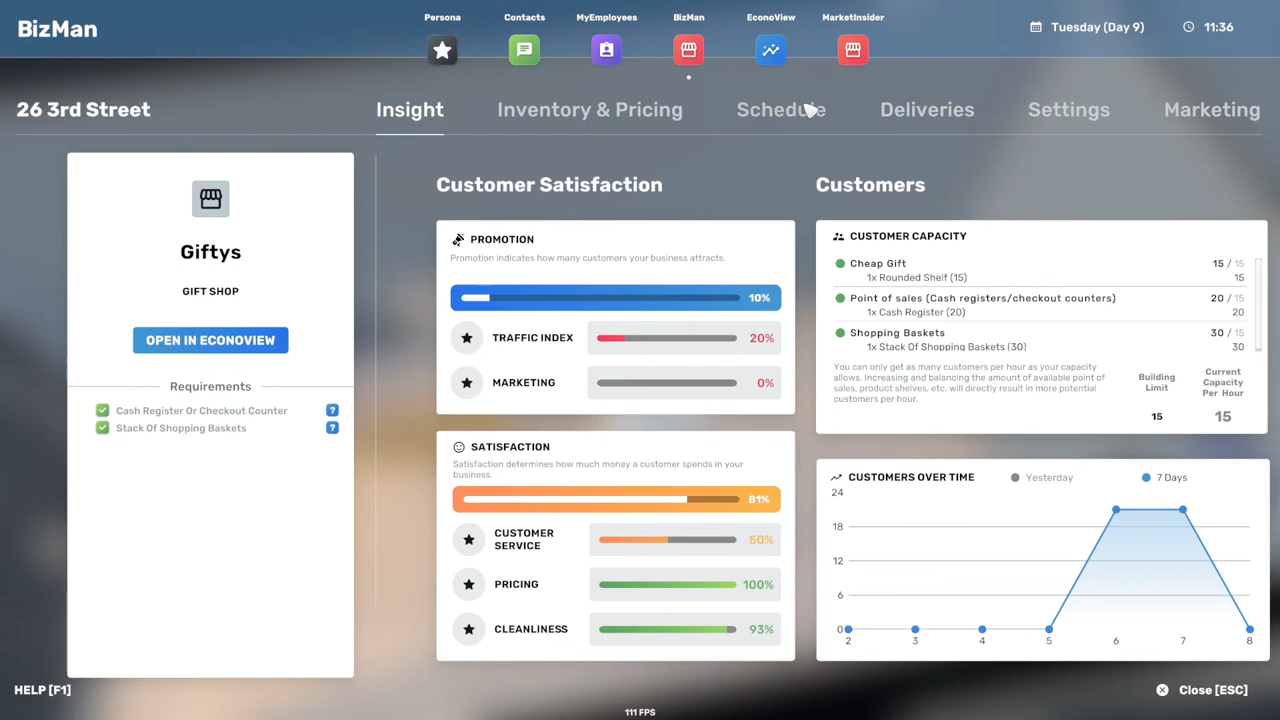 BizMan
Persona
Contacts
MyEmployees
BizMan
EconoView
MarketInsider
Tuesday (Day 9)
11:36
26 3rd Street
Insight
Inventory & Pricing
Schedule
Deliveries
Settings
Marketing
Giftys
GIFT SHOP
OPEN IN ECONOVIEW
Requirements
Cash Register Or Checkout Counter
?
Stack Of Shopping Baskets
?
Customer Satisfaction
PROMOTION
Promotion indicates how many customers your business attracts.
10%
TRAFFIC INDEX
20%
MARKETING
0%
SATISFACTION
Satisfaction determines how much money a customer spends in your
business.
81%
CUSTOMER
SERVICE
50%
PRICING
100%
CLEANLINESS
93%
Customers
CUSTOMER CAPACITY
Cheap Gift
15 / 15
1x Rounded Shelf (15)
15
Point of sales (Cash registers/checkout counters)
20 / 15
1x Cash Register (20)
20
Shopping Baskets
30 / 15
1x Stack Of Shopping Baskets (30)
30
You can only get as many customers per hour as your capacity
allows. Increasing and balancing the amount of available point of
sales, product shelves, etc. will directly result in more potential
customers per hour.
Building
Limit
15
Current
Capacity
Per Hour
15
CUSTOMERS OVER TIME
Yesterday
7 Days
24
18
12
6
0
2
3
4
5
6
7
8
HELP [F1]
111 FPS
Close [ESC]